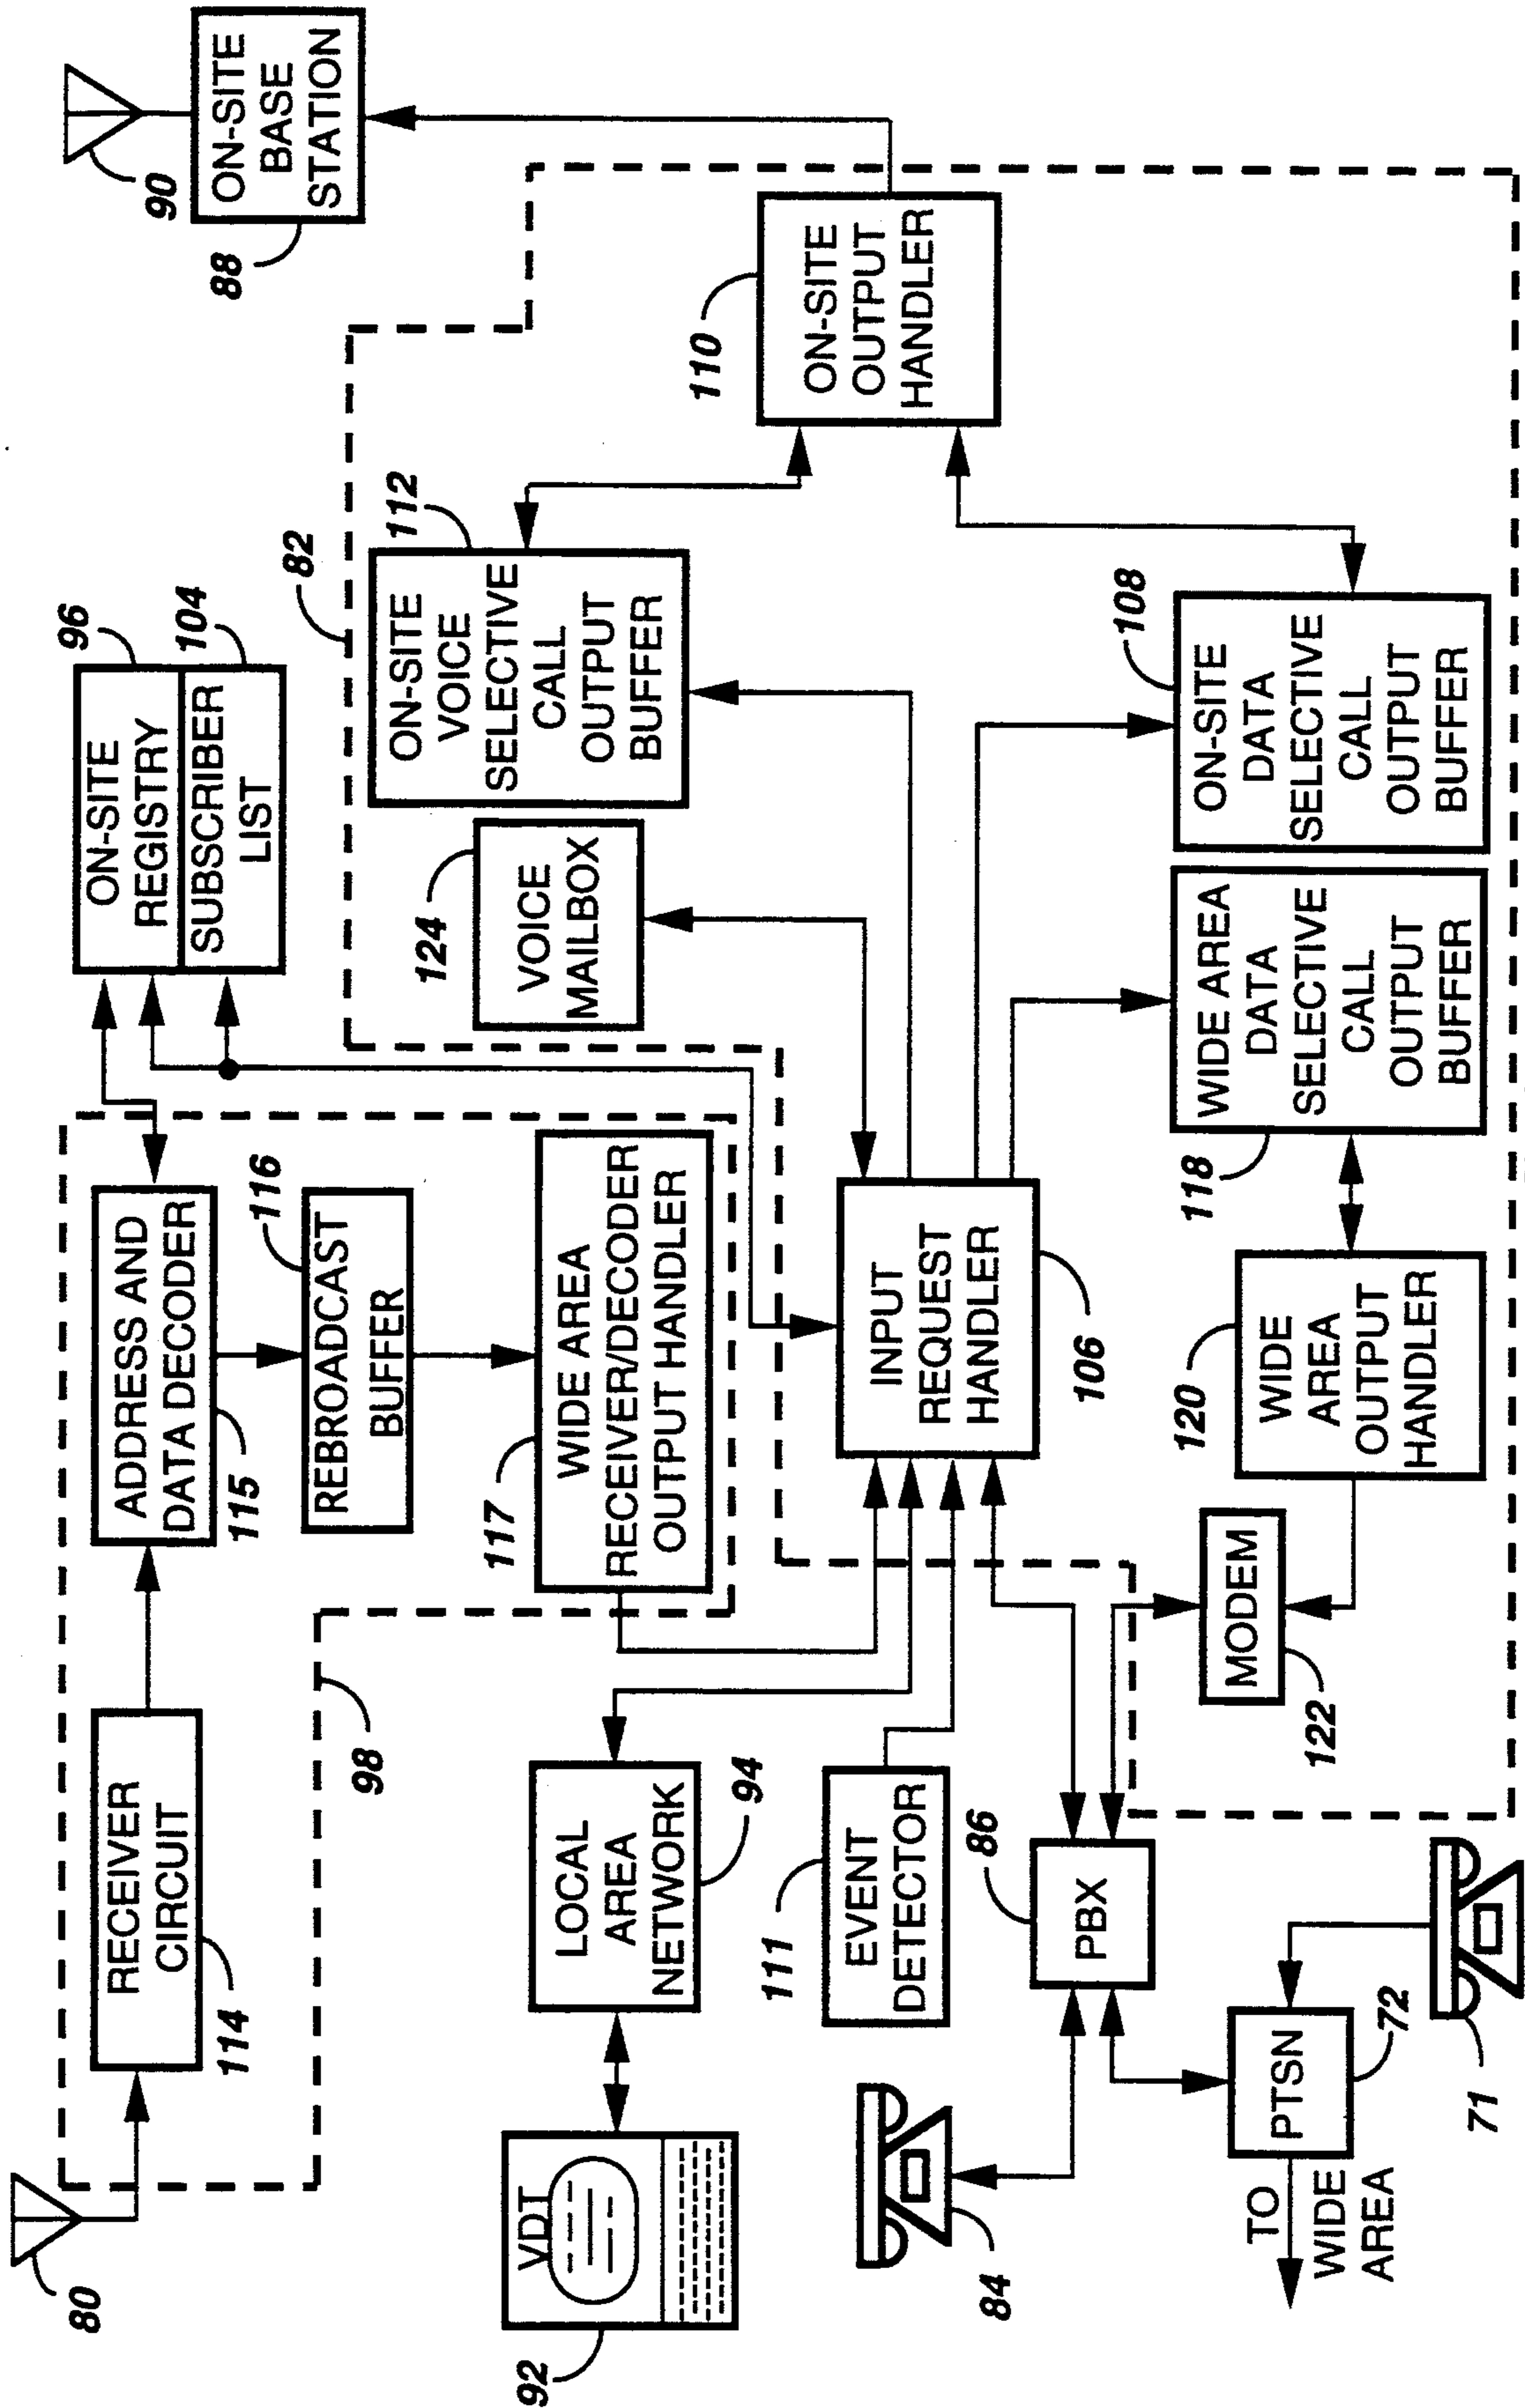 80
RECEIVER
CIRCUIT
114
ADDRESS AND
DATA DECODER
115
REBROADCAST
BUFFER
116
WIDE AREA
RECEIVER/DECODER
OUTPUT HANDLER
117
98
ON-SITE
REGISTRY
96
SUBSCRIBER
LIST
104
90
ON-SITE
BASE
STATION
88
82
VDT
92
LOCAL
AREA
NETWORK
94
EVENT
DETECTOR
111
84
PBX
86
PTSN
72
71
TO
WIDE
AREA
INPUT
REQUEST
HANDLER
106
VOICE
MAILBOX
124
ON-SITE
VOICE
SELECTIVE
CALL
OUTPUT
BUFFER
112
ON-SITE
OUTPUT
HANDLER
110
MODEM
122
WIDE
AREA
OUTPUT
HANDLER
120
WIDE AREA
DATA
SELECTIVE
CALL
OUTPUT
BUFFER
118
ON-SITE
DATA
SELECTIVE
CALL
OUTPUT
BUFFER
108